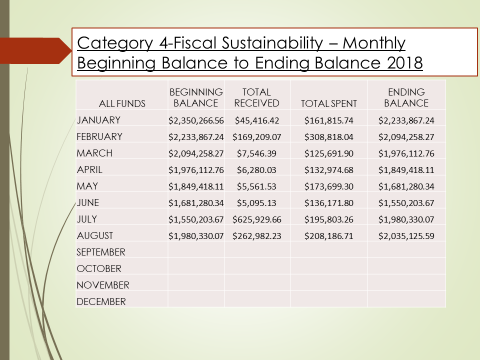 Category 4-Fiscal Sustainability – Monthly
Beginning Balance to Ending Balance 2018
ALL FUNDS BEGINNING BALANCE TOTAL RECEIVED TOTAL SPENT ENDING BALANCE
JANUARY $2,350,266.56 $45,416.42 $161,815.74 $2,233,867.24
FEBRUARY $2,233,867.24 $169,209.07 $308,818.04 $2,094,258.27
MARCH $2,094,258.27 $7,546.39 $125,691.90 $1,976,112.76
APRIL $1,976,112.76 $6,280.03 $132,974.68 $1,849,418.11
MAY $1,849,418.11 $5,561.53 $173,699.30 $1,681,280.34
JUNE $1,681,280.34 $5,095.13 $136,171.80 $1,550,203.67
JULY $1,550,203.67 $625,929.66 $195,803.26 $1,980,330.07
AUGUST $1,980,330.07 $262,982.23 $208,186.71 $2,035,125.59
SEPTEMBER
OCTOBER
NOVEMBER
DECEMBER